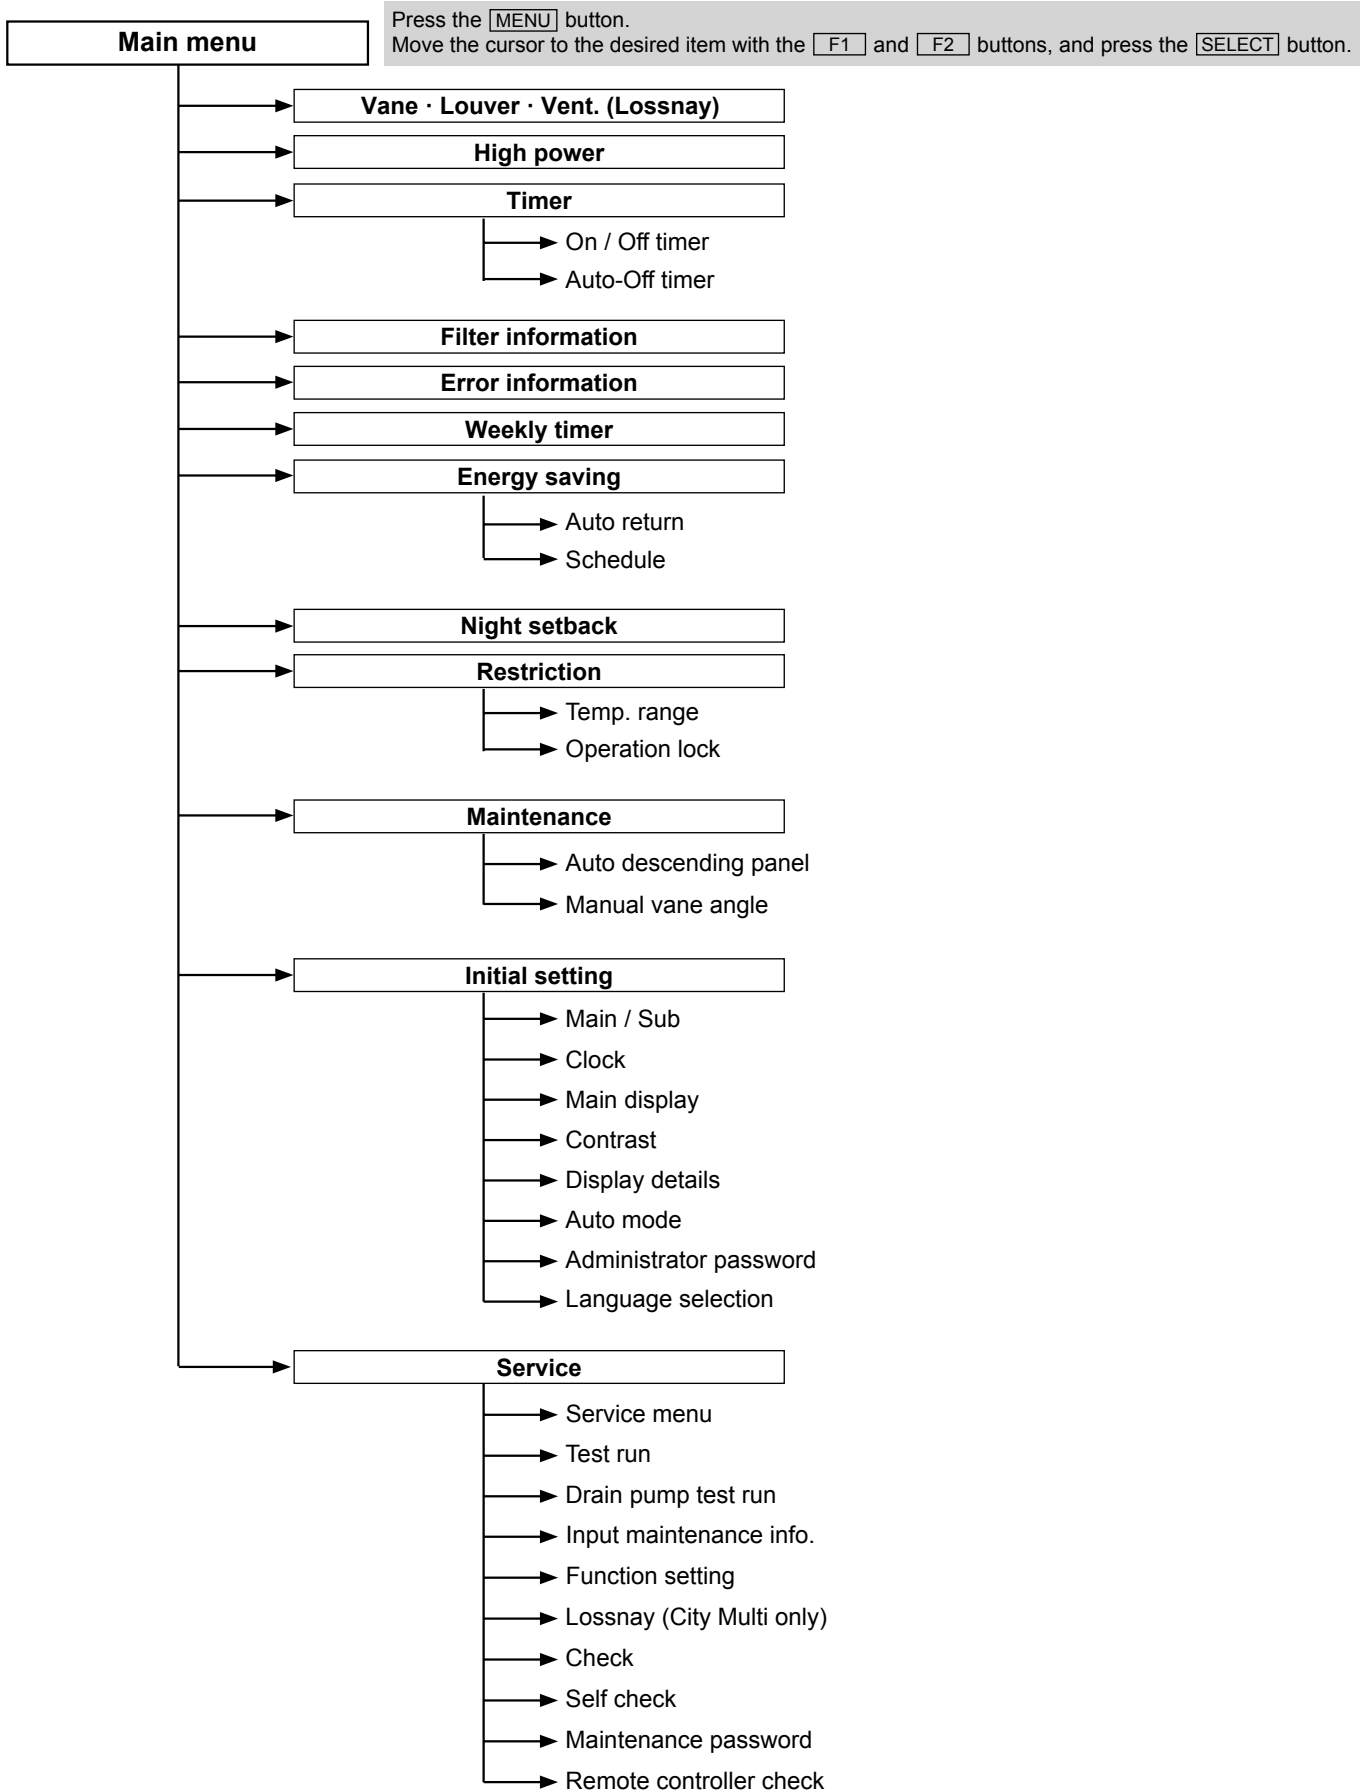 Main menu
Press the MENU button.
Move the cursor to the desired item with the F1 and F2 buttons, and press the SELECT button.
Vane · Louver · Vent. (Lossnay)
High power
Timer
On / Off timer
Auto-Off timer
Filter information
Error information
Weekly timer
Energy saving
Auto return
Schedule
Night setback
Restriction
Temp. range
Operation lock
Maintenance
Auto descending panel
Manual vane angle
Initial setting
Main / Sub
Clock
Main display
Contrast
Display details
Auto mode
Administrator password
Language selection
Service
Service menu
Test run
Drain pump test run
Input maintenance info.
Function setting
Lossnay (City Multi only)
Check
Self check
Maintenance password
Remote controller check